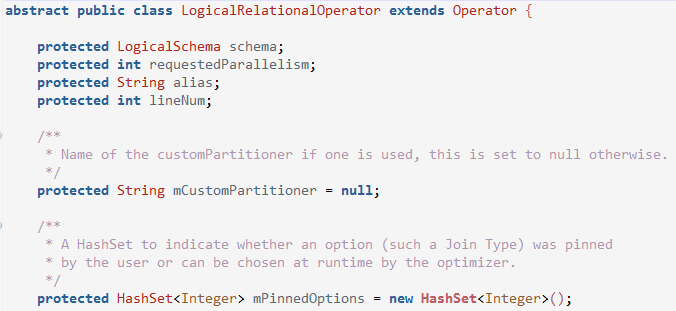 abstract public class LogicalRelationalOperator extends Operator {
protected LogicalSchema schema;
protected int requestedParallelism;
protected String alias;
protected int lineNum;
/**
* Name of the customPartitioner if one is used, this is set to null otherwise.
*/
protected String mCustomPartitioner = null;
/**
* A HashSet to indicate whether an option (such a Join Type) was pinned
* by the user or can be chosen at runtime by the optimizer.
*/
protected HashSet<Integer> mPinnedOptions = new HashSet<Integer>();